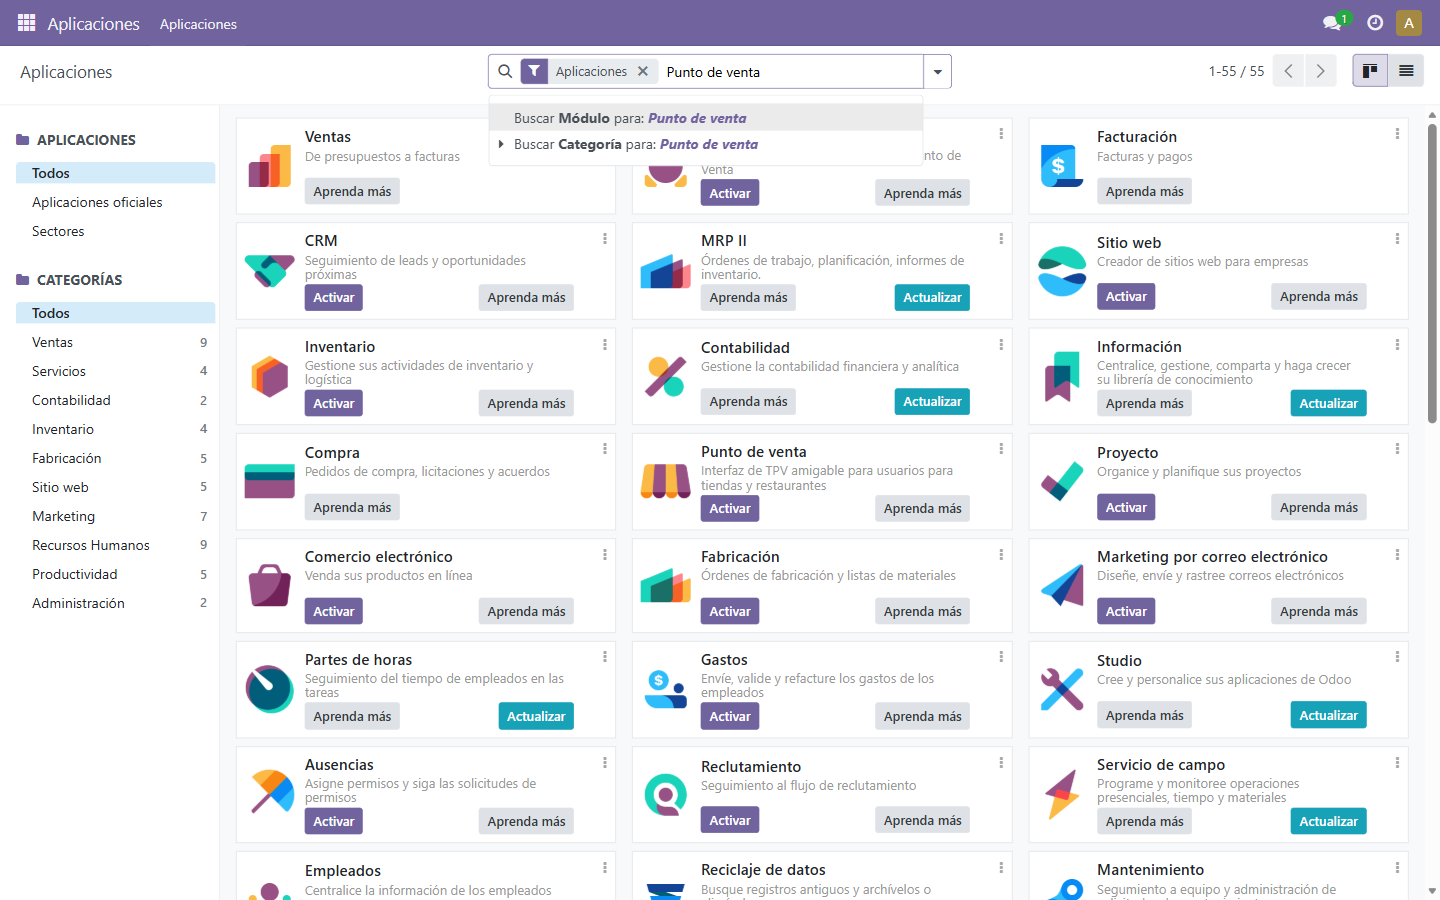 Aplicaciones
Aplicaciones
1
A
Aplicaciones
Aplicaciones
Punto de venta
1-55 / 55
Buscar Módulo para: Punto de venta
Buscar Categoría para: Punto de venta
APLICACIONES
Todos
Aplicaciones oficiales
Sectores
CATEGORÍAS
Todos
Ventas 9
Servicios 4
Contabilidad 2
Inventario 4
Fabricación 5
Sitio web 5
Marketing 7
Recursos Humanos 9
Productividad 5
Administración 2
Ventas
De presupuestos a facturas
Aprenda más
nto de
Venta
Activar
Aprenda más
Facturación
Facturas y pagos
Aprenda más
CRM
Seguimiento de leads y oportunidades
próximas
Activar
Aprenda más
MRP II
Órdenes de trabajo, planificación, informes de
inventario.
Aprenda más
Actualizar
Sitio web
Creador de sitios web para empresas
Activar
Aprenda más
Inventario
Gestione sus actividades de inventario y
logística
Activar
Aprenda más
Contabilidad
Gestione la contabilidad financiera y analítica
Aprenda más
Actualizar
Información
Centralice, gestione, comparta y haga crecer
su librería de conocimiento
Aprenda más
Actualizar
Compra
Pedidos de compra, licitaciones y acuerdos
Aprenda más
Punto de venta
Interfaz de TPV amigable para usuarios para
tiendas y restaurantes
Activar
Aprenda más
Proyecto
Organice y planifique sus proyectos
Activar
Aprenda más
Comercio electrónico
Venda sus productos en línea
Activar
Aprenda más
Fabricación
Órdenes de fabricación y listas de materiales
Activar
Aprenda más
Marketing por correo electrónico
Diseñe, envíe y rastree correos electrónicos
Activar
Aprenda más
Partes de horas
Seguimiento del tiempo de empleados en las
tareas
Aprenda más
Actualizar
Gastos
Envíe, valide y refacture los gastos de los
empleados
Activar
Aprenda más
Studio
Cree y personalice sus aplicaciones de Odoo
Aprenda más
Actualizar
Ausencias
Asigne permisos y siga las solicitudes de
permisos
Activar
Aprenda más
Reclutamiento
Seguimiento al flujo de reclutamiento
Activar
Aprenda más
Servicio de campo
Programe y monitoree operaciones
presenciales, tiempo y materiales
Aprenda más
Actualizar
Empleados
Centralice la información de los empleados
Reciclaje de datos
Busque registros antiguos y archívelos o
Mantenimiento
Segumiento a equipo y administración de